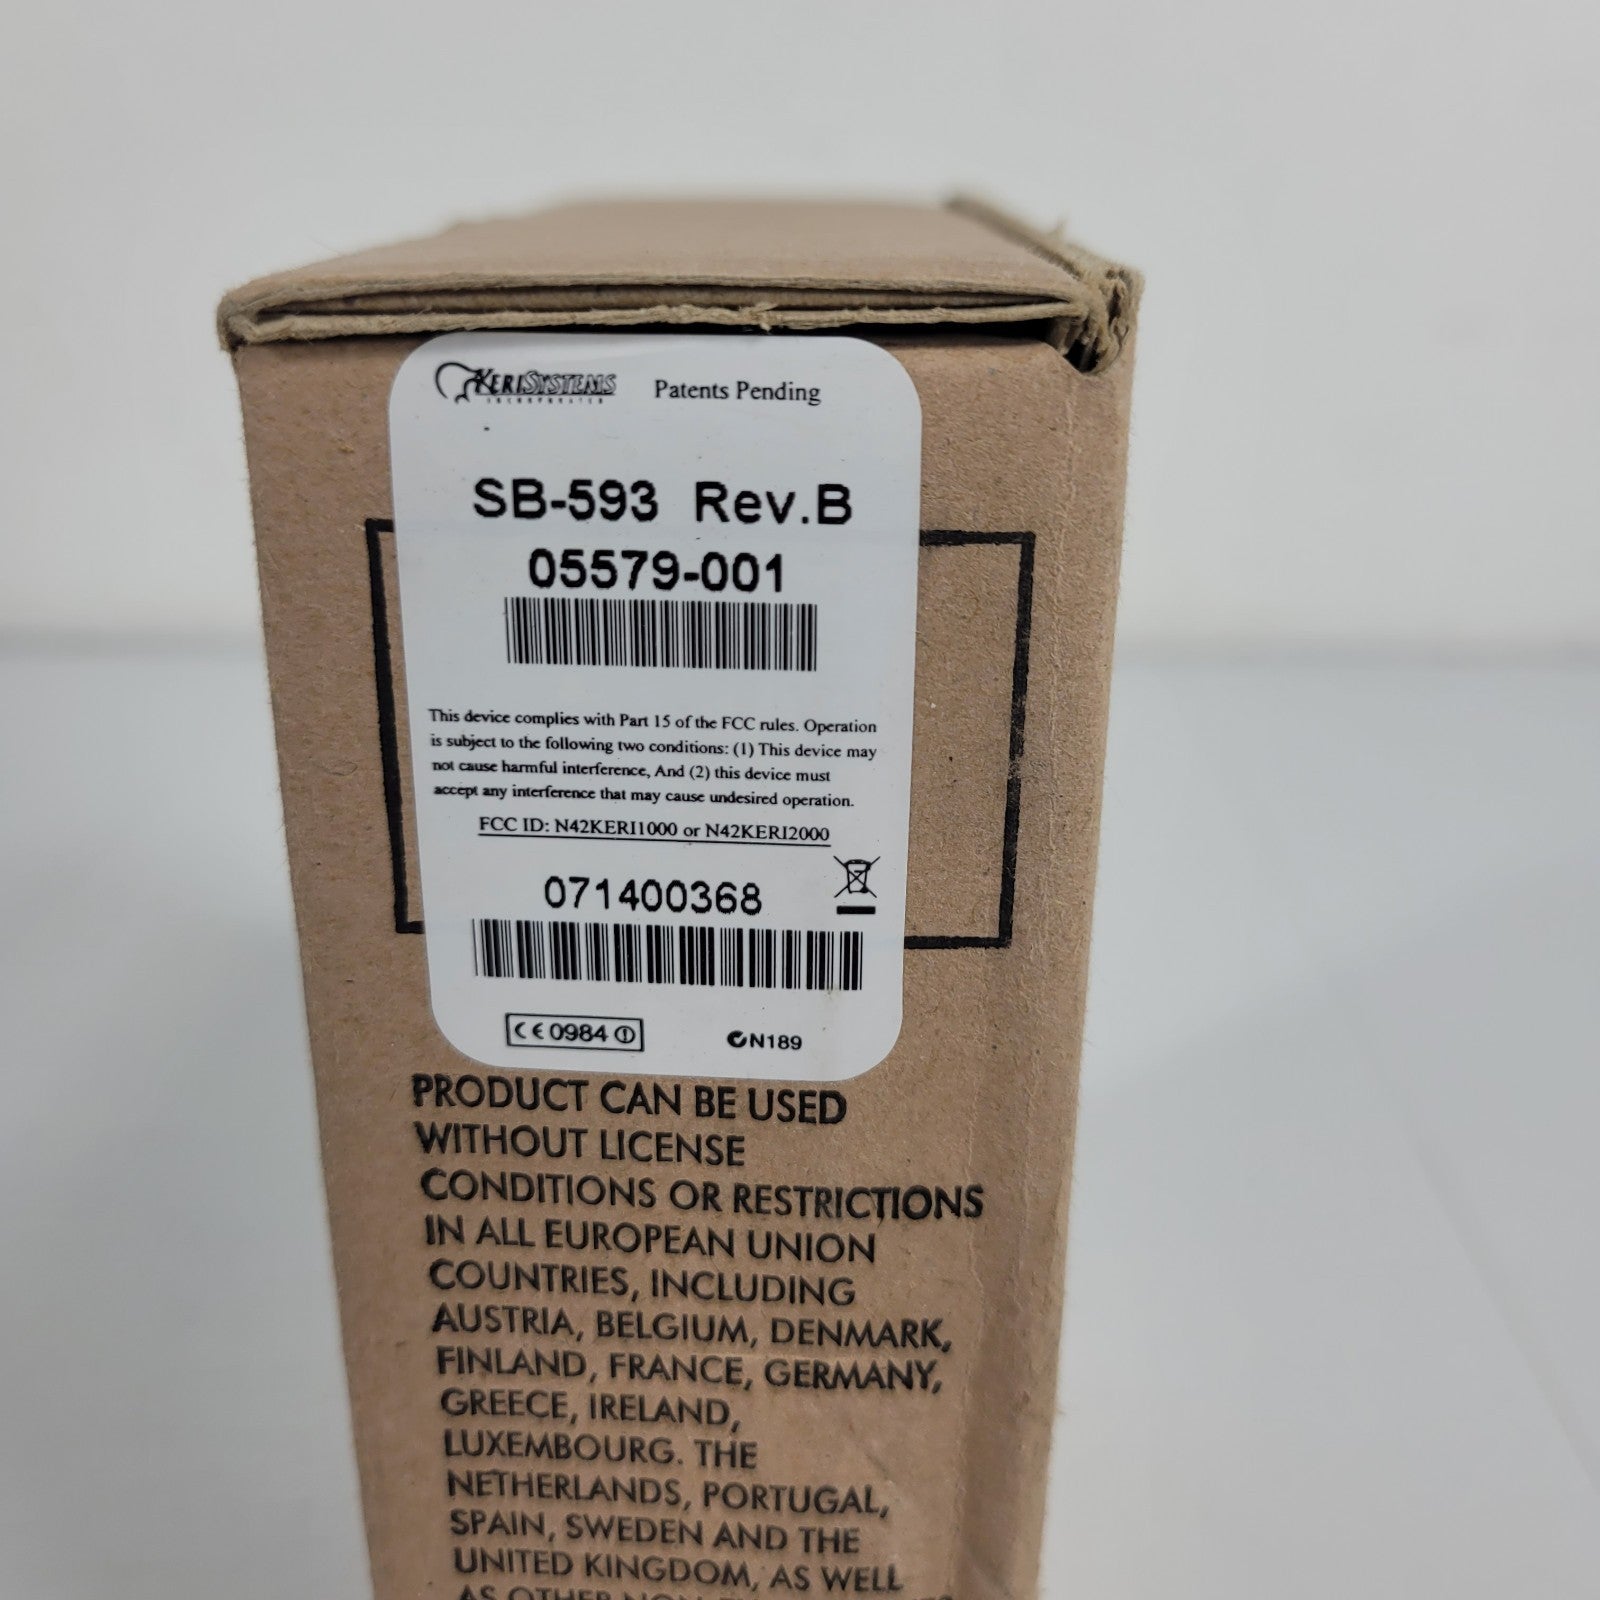 KERISYSTEMS
INCORPORATED
Patents Pending
SB-593 Rev.B
05579-001
This device complies with Part 15 of the FCC rules. Operation
is subject to the following two conditions: (1) This device may
not cause harmful interference, And (2) this device must
accept any interference that may cause undesired operation.
FCC ID: N42KERI1000 or N42KERI2000
071400368
CE0984
N189
PRODUCT CAN BE USED
WITHOUT LICENSE
CONDITIONS OR RESTRICTIONS
IN ALL EUROPEAN UNION
COUNTRIES, INCLUDING
AUSTRIA, BELGIUM, DENMARK,
FINLAND, FRANCE, GERMANY,
GREECE, IRELAND,
LUXEMBOURG. THE
NETHERLANDS, PORTUGAL,
SPAIN, SWEDEN AND THE
UNITED KINGDOM, AS WELL
AS OTHER NON-